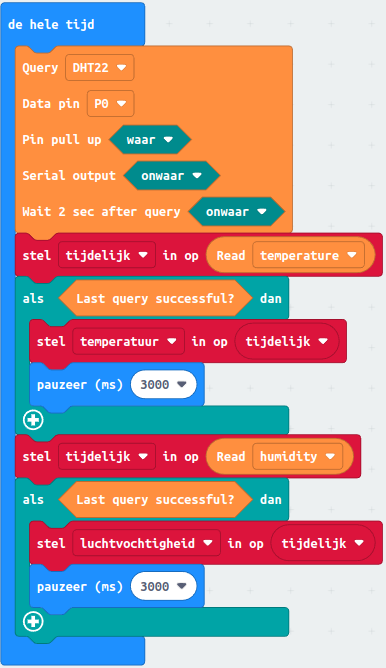 de hele tijd
Query DHT22
Data pin P0
Pin pull up waar
Serial output onwaar
Wait 2 sec after query onwaar
stel tijdelijk in op Read temperature
als Last query successful? dan
stel temperatuur in op tijdelijk
pauzeer (ms) 3000
stel tijdelijk in op Read humidity
als Last query successful? dan
stel luchtvochtigheid in op tijdelijk
pauzeer (ms) 3000